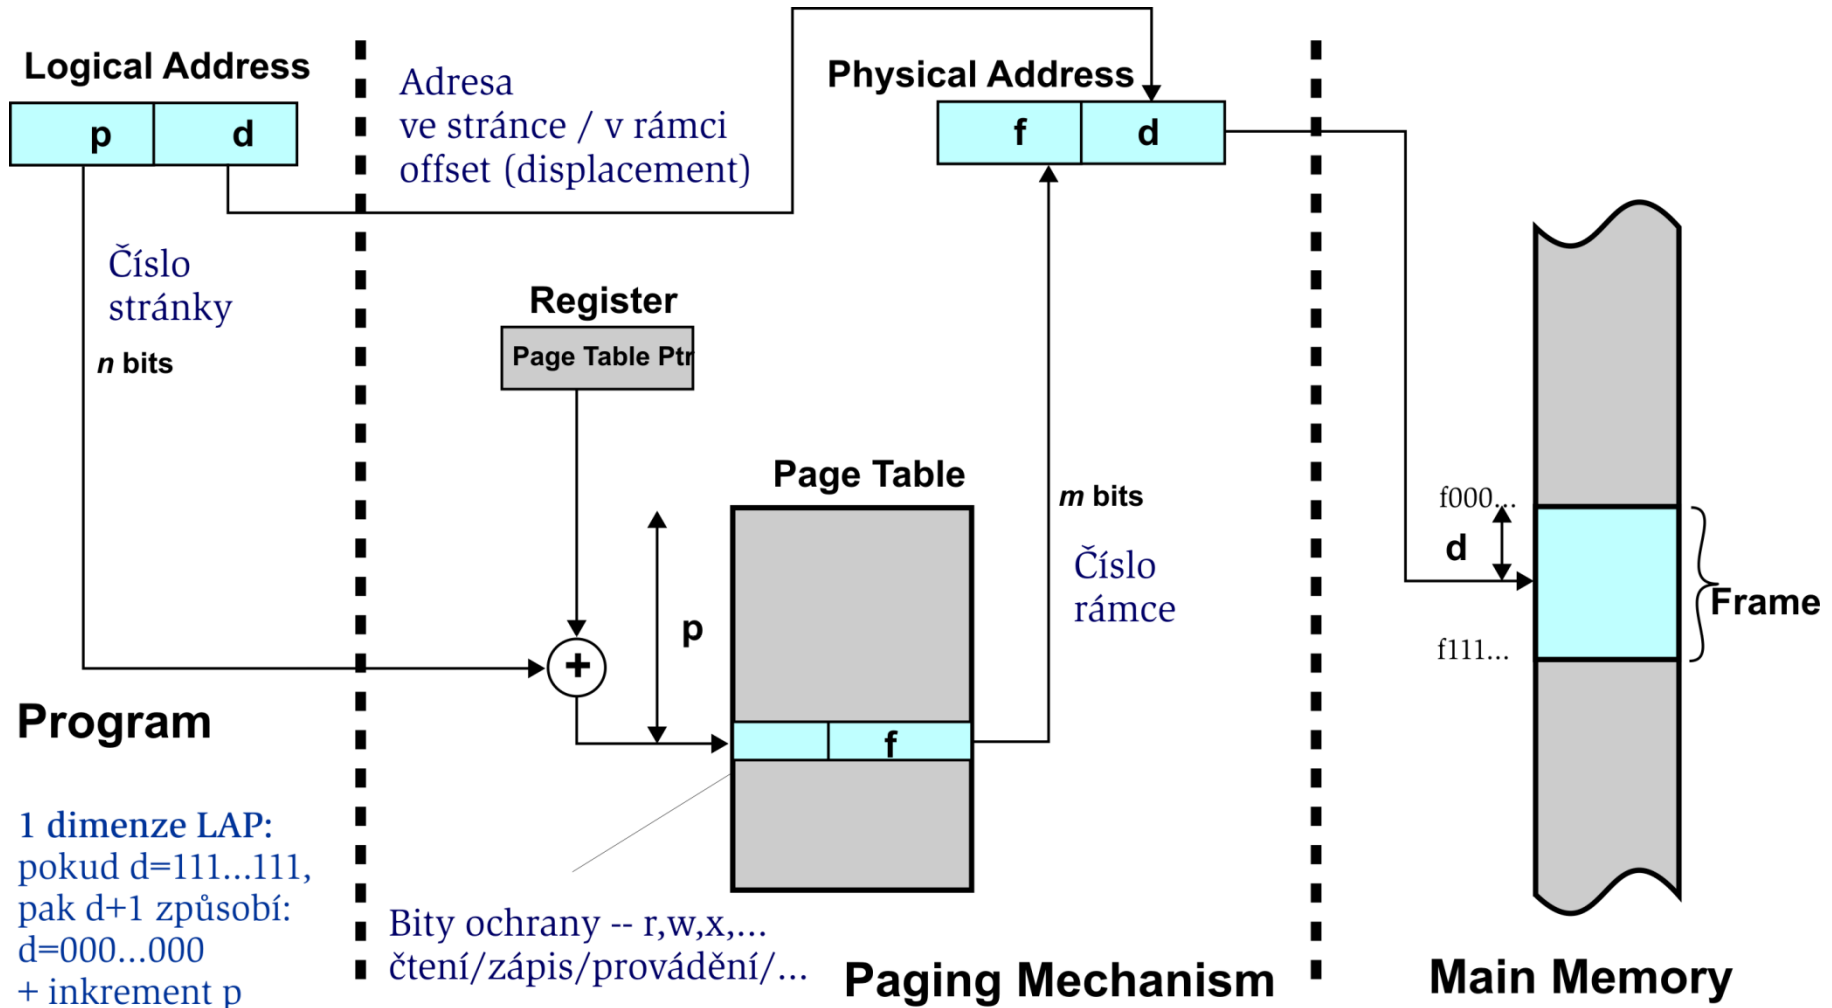 Logical Address
p d
Číslo
stránky
n bits
Program
1 dimenze LAP:
pokud d=111...111,
pak d+1 způsobí:
d=000...000
+ inkrement p
Adresa
ve stránce / v rámci
offset (displacement)
Physical Address
f d
Register
Page Table Ptr
+
Page Table
p
f
m bits
Číslo
rámce
Bity ochrany -- r,w,x,...
čtení/zápis/provádění/...
Paging Mechanism
f000...
d
f111...
Frame
Main Memory